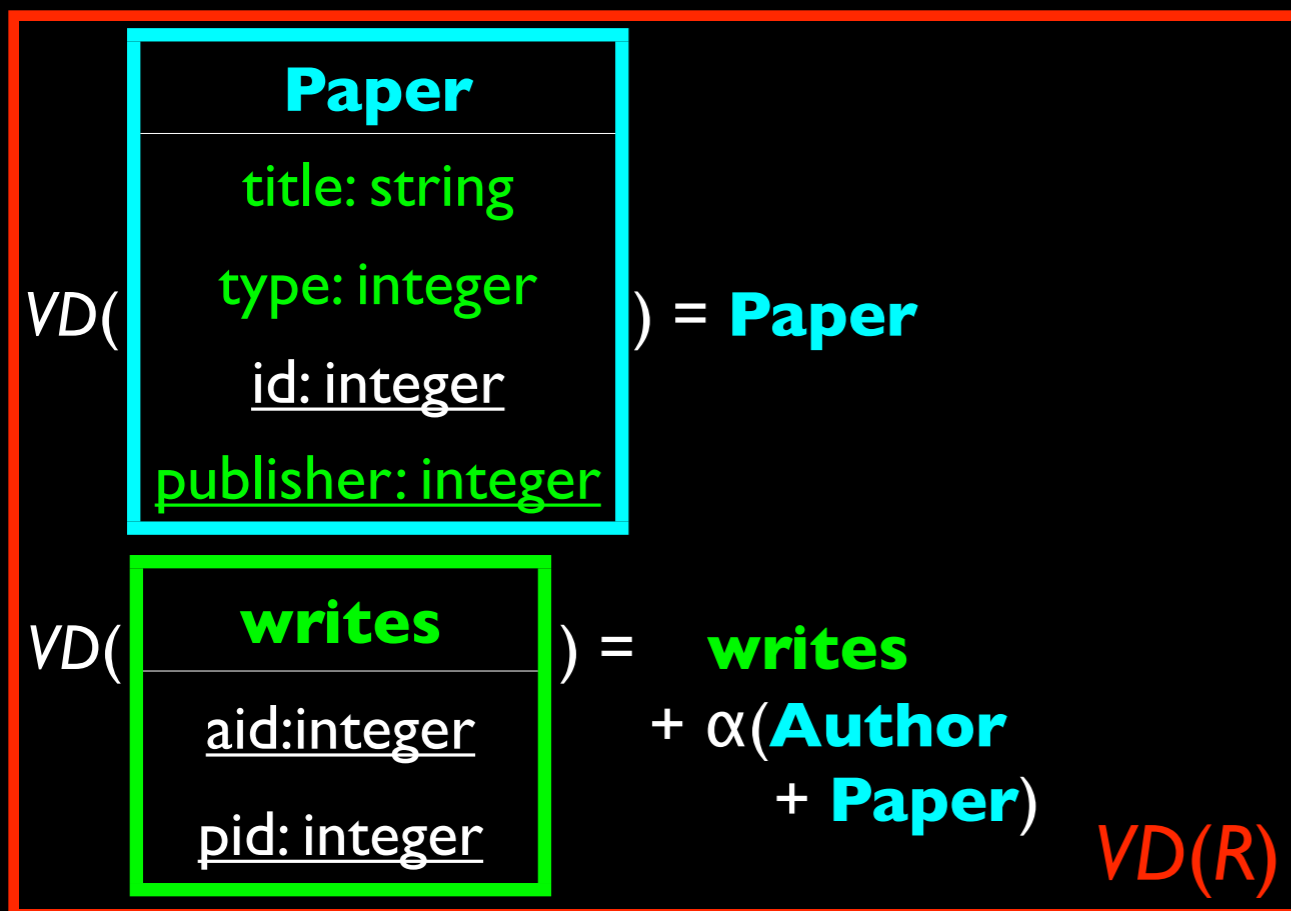 Paper
title: string
type: integer
VD( ) = Paper
id: integer
publisher: integer
VD( writes ) = writes
aid:integer + α(Author
+ Paper)
pid: integer
VD(R)